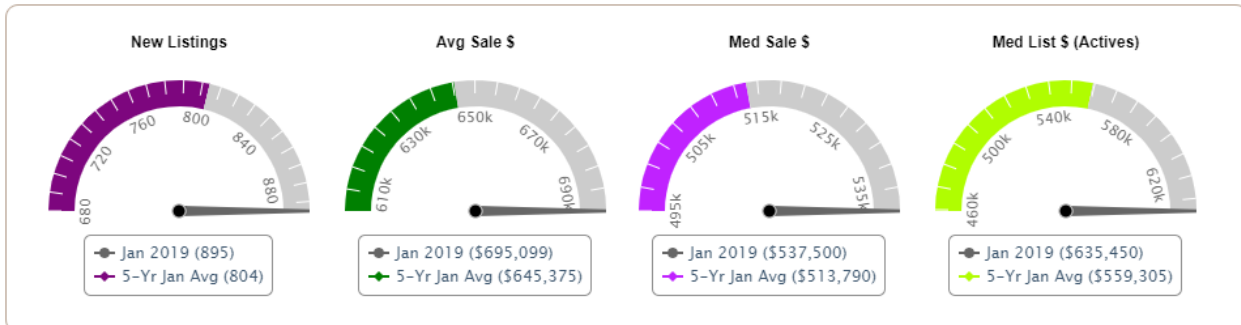 New Listings
680
720
760
800
840
880
Jan 2019 (895)
5-Yr Jan Avg (804)
Avg Sale $
610k
630k
650k
670k
690k
Jan 2019 ($695,099)
5-Yr Jan Avg ($645,375)
Med Sale $
495k
505k
515k
525k
535k
Jan 2019 ($537,500)
5-Yr Jan Avg ($513,790)
Med List $ (Actives)
460k
500k
540k
580k
620k
Jan 2019 ($635,450)
5-Yr Jan Avg ($559,305)